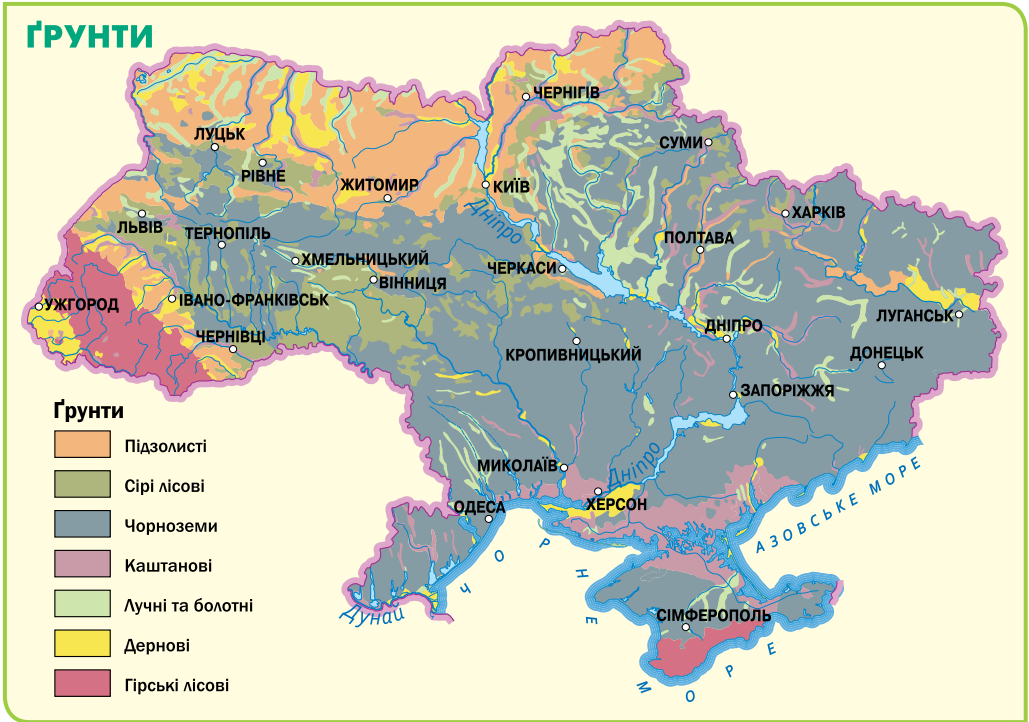 ҐРУНТИ
ЧЕРНІГІВ
ЛУЦЬК
СУМИ
РІВНЕ
ЖИТОМИР
КИЇВ
Дніпро
ЛЬВІВ
ТЕРНОПІЛЬ
ХАРКІВ
ПОЛТАВА
ХМЕЛЬНИЦЬКИЙ
ЧЕРКАСИ
ВІННИЦЯ
УЖГОРОД
ІВАНО-ФРАНКІВСЬК
ЛУГАНСЬК
ЧЕРНІВЦІ
ДНІПРО
КРОПИВНИЦЬКИЙ
ДОНЕЦЬК
ЗАПОРІЖЖЯ
МИКОЛАЇВ
Дніпро
ХЕРСОН
ОДЕСА
АЗОВСЬКЕ МОРЕ
ЧОРНЕ МОРЕ
Дунай
СІМФЕРОПОЛЬ
Ґрунти
Підзолисті
Сірі лісові
Чорноземи
Каштанові
Лучні та болотні
Дернові
Гірські лісові